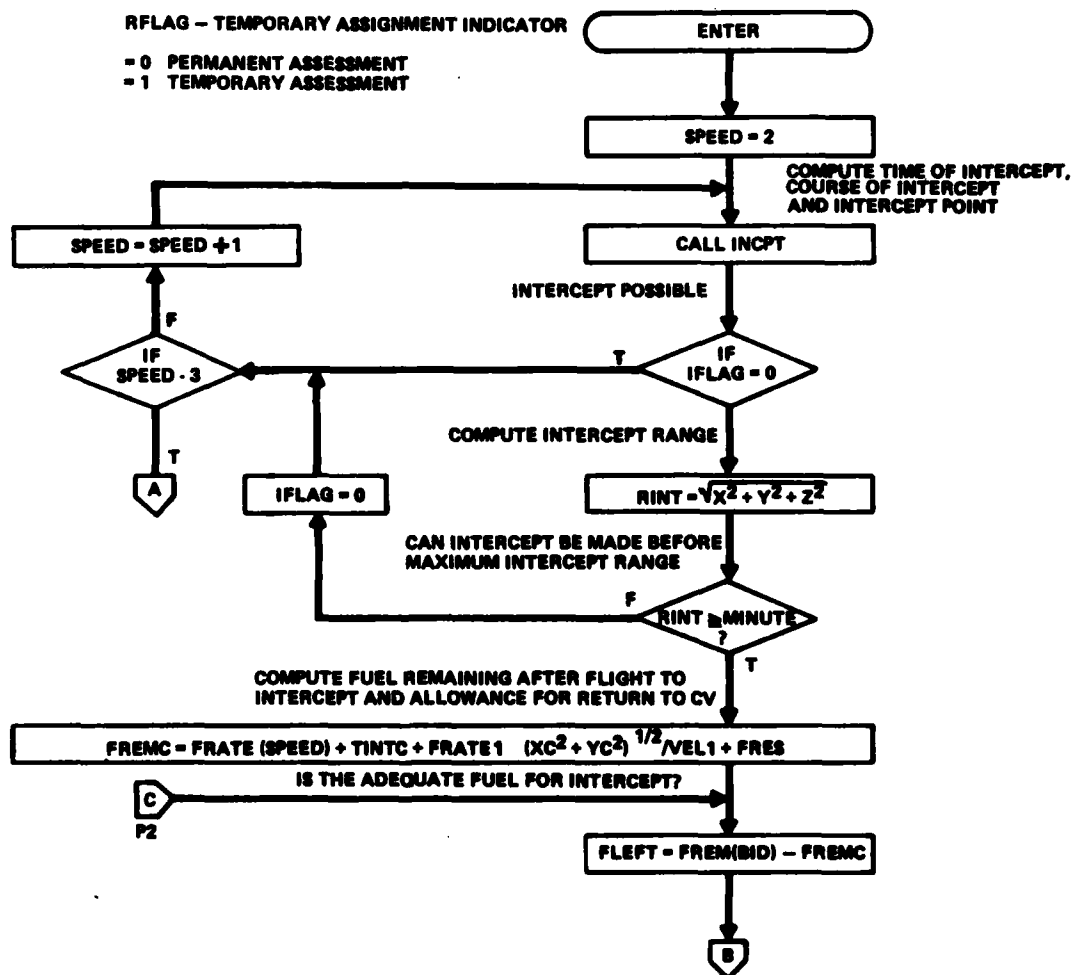 RFLAG – TEMPORARY ASSIGNMENT INDICATOR
= 0 PERMANENT ASSESSMENT
= 1 TEMPORARY ASSESSMENT
ENTER
SPEED = 2
COMPUTE TIME OF INTERCEPT,
COURSE OF INTERCEPT
AND INTERCEPT POINT
SPEED = SPEED + 1
CALL INCPT
INTERCEPT POSSIBLE
F
IF
SPEED - 3
T
IF
IFLAG = 0
T
COMPUTE INTERCEPT RANGE
A
IFLAG = 0
RINT = √X² + Y² + Z²
CAN INTERCEPT BE MADE BEFORE
MAXIMUM INTERCEPT RANGE
F
RINT ≧ MINUTE
?
T
COMPUTE FUEL REMAINING AFTER FLIGHT TO
INTERCEPT AND ALLOWANCE FOR RETURN TO CV
FREMC = FRATE (SPEED) + TINTC + FRATE 1 (XC² + YC²) 1/2/VEL1 + FRES
IS THE ADEQUATE FUEL FOR INTERCEPT?
C
P2
FLEFT = FREM(BID) – FREMC
B